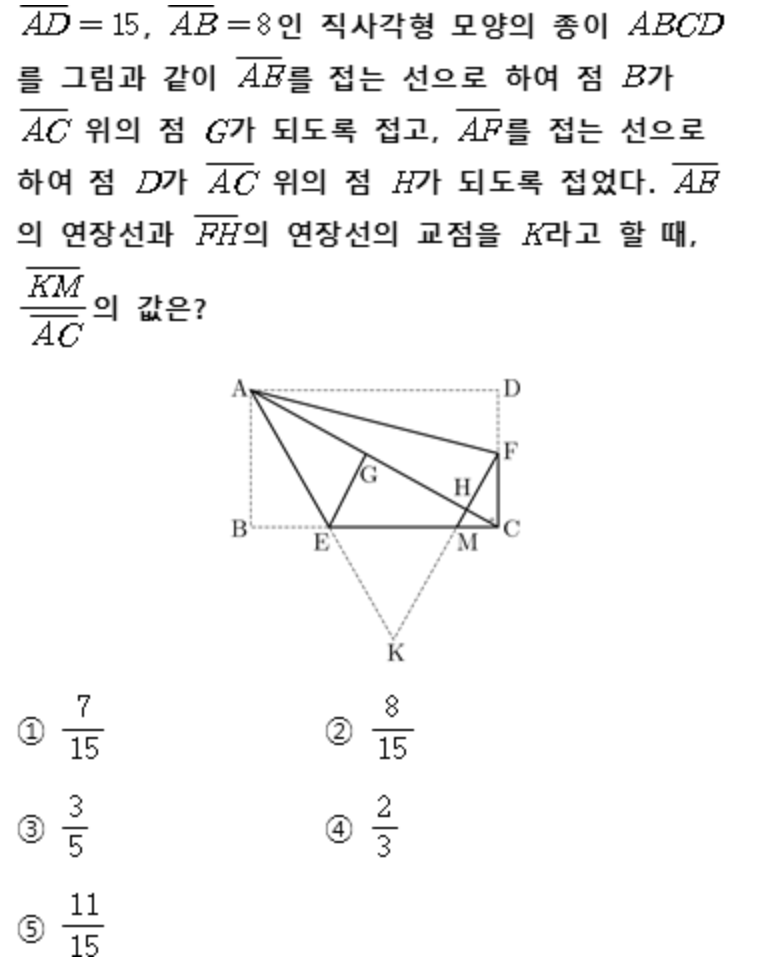 AD = 15, AB = 8인 직사각형 모양의 종이 ABCD
를 그림과 같이 AE를 접는 선으로 하여 점 B가
AC 위의 점 G가 되도록 접고, AF를 접는 선으로
하여 점 D가 AC 위의 점 H가 되도록 접었다. AE
의 연장선과 FH의 연장선의 교점을 K라고 할 때,
KM/AC의 값은?
A D
F
G
H
B E M C
K
① 7/15 ② 8/15
③ 3/5 ④ 2/3
⑤ 11/15